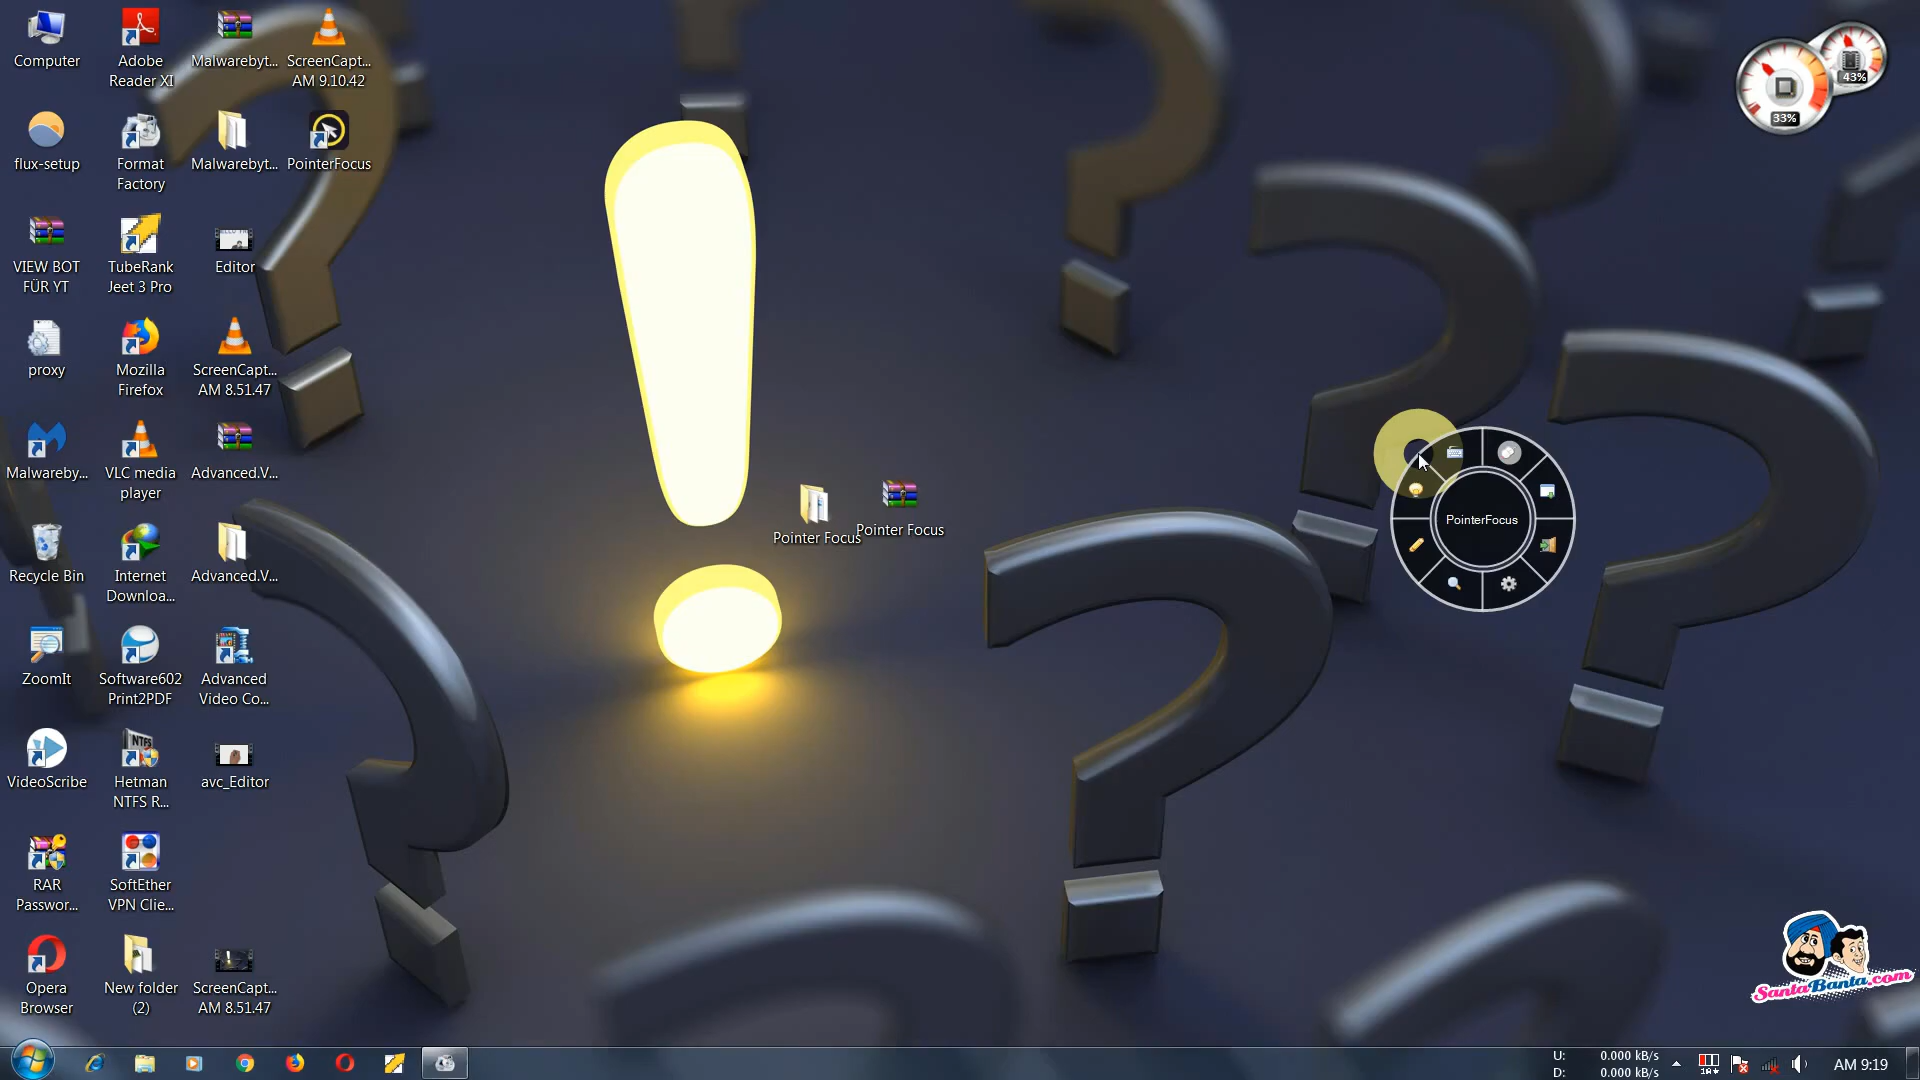 Computer
Adobe
Reader XI
Malwarebyt...
ScreenCapt...
AM 9.10.42
flux-setup
Format
Factory
Malwarebyt...
PointerFocus
VIEW BOT
FÜR YT
TubeRank
Jeet 3 Pro
Editor
proxy
Mozilla
Firefox
ScreenCapt...
AM 8.51.47
Malwareby...
VLC media
player
Advanced.V...
Recycle Bin
Internet
Downloa...
Advanced.V...
ZoomIt
Software602
Print2PDF
Advanced
Video Co...
VideoScribe
NTFS
Hetman
NTFS R...
avc_Editor
RAR
Passwor...
SoftEther
VPN Clie...
Opera
Browser
New folder
(2)
ScreenCapt...
AM 8.51.47
Pointer Focus
Pointer Focus
PointerFocus
43%
33%
SantaBanta.com
U: 0.000 kB/s
D: 0.000 kB/s
AM 9:19